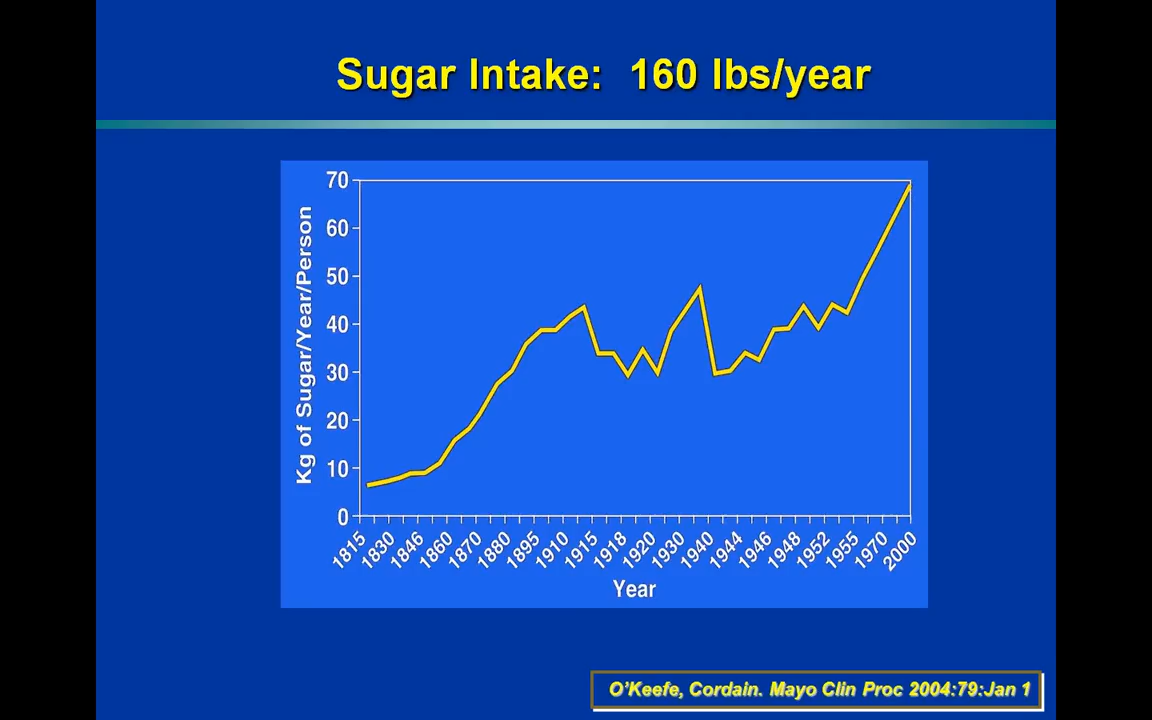 Sugar Intake: 160 lbs/year
Kg of Sugar/Year/Person
70
60
50
40
30
20
10
0
1815 1830 1846 1860 1870 1880 1895 1910 1915 1918 1920 1930 1940 1944 1946 1948 1952 1955 1970 2000
Year
O'Keefe, Cordain. Mayo Clin Proc 2004:79:Jan 1